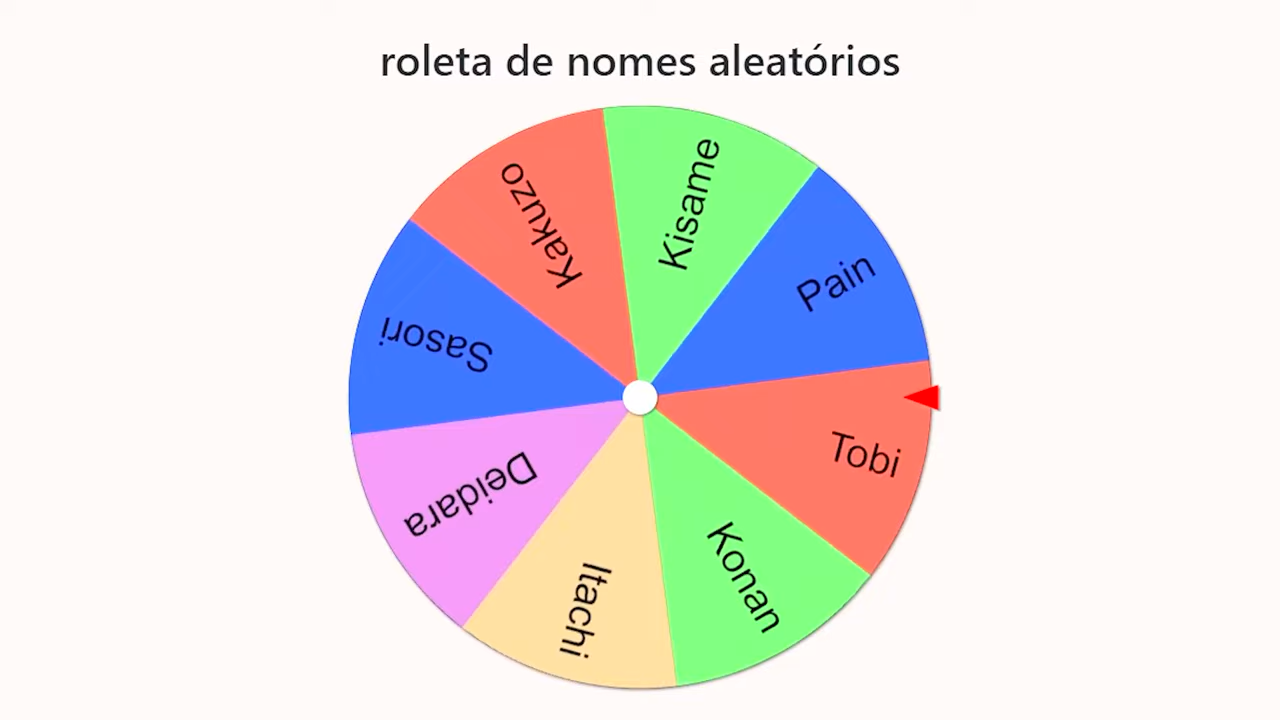 roleta de nomes aleatórios
Kisame
Pain
Tobi
Konan
Itachi
Deidara
Sasori
Kakuzo